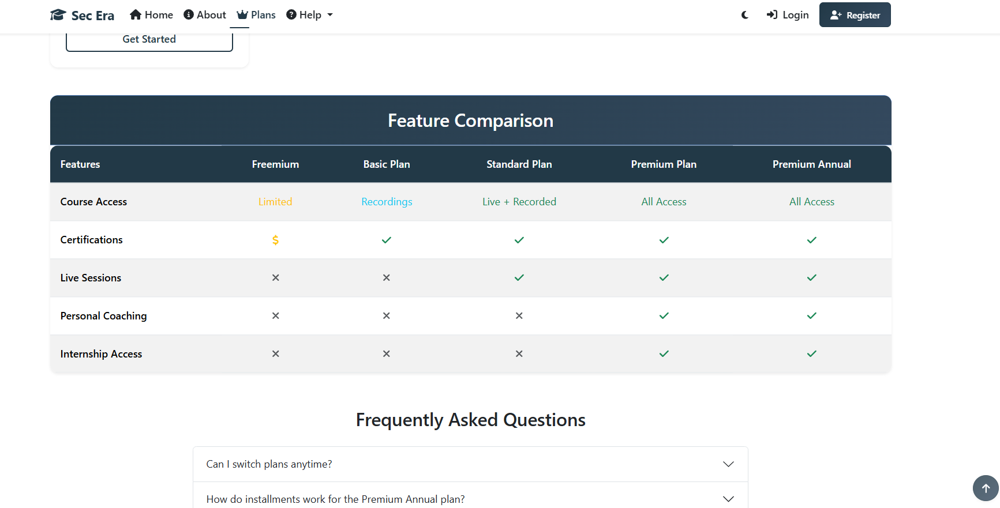 Sec Era Home About Plans Help Login Register
Get Started
Feature Comparison
Features Freemium Basic Plan Standard Plan Premium Plan Premium Annual
Course Access Limited Recordings Live + Recorded All Access All Access
Certifications $
Live Sessions
Personal Coaching
Internship Access
Frequently Asked Questions
Can I switch plans anytime?
How do installments work for the Premium Annual plan?